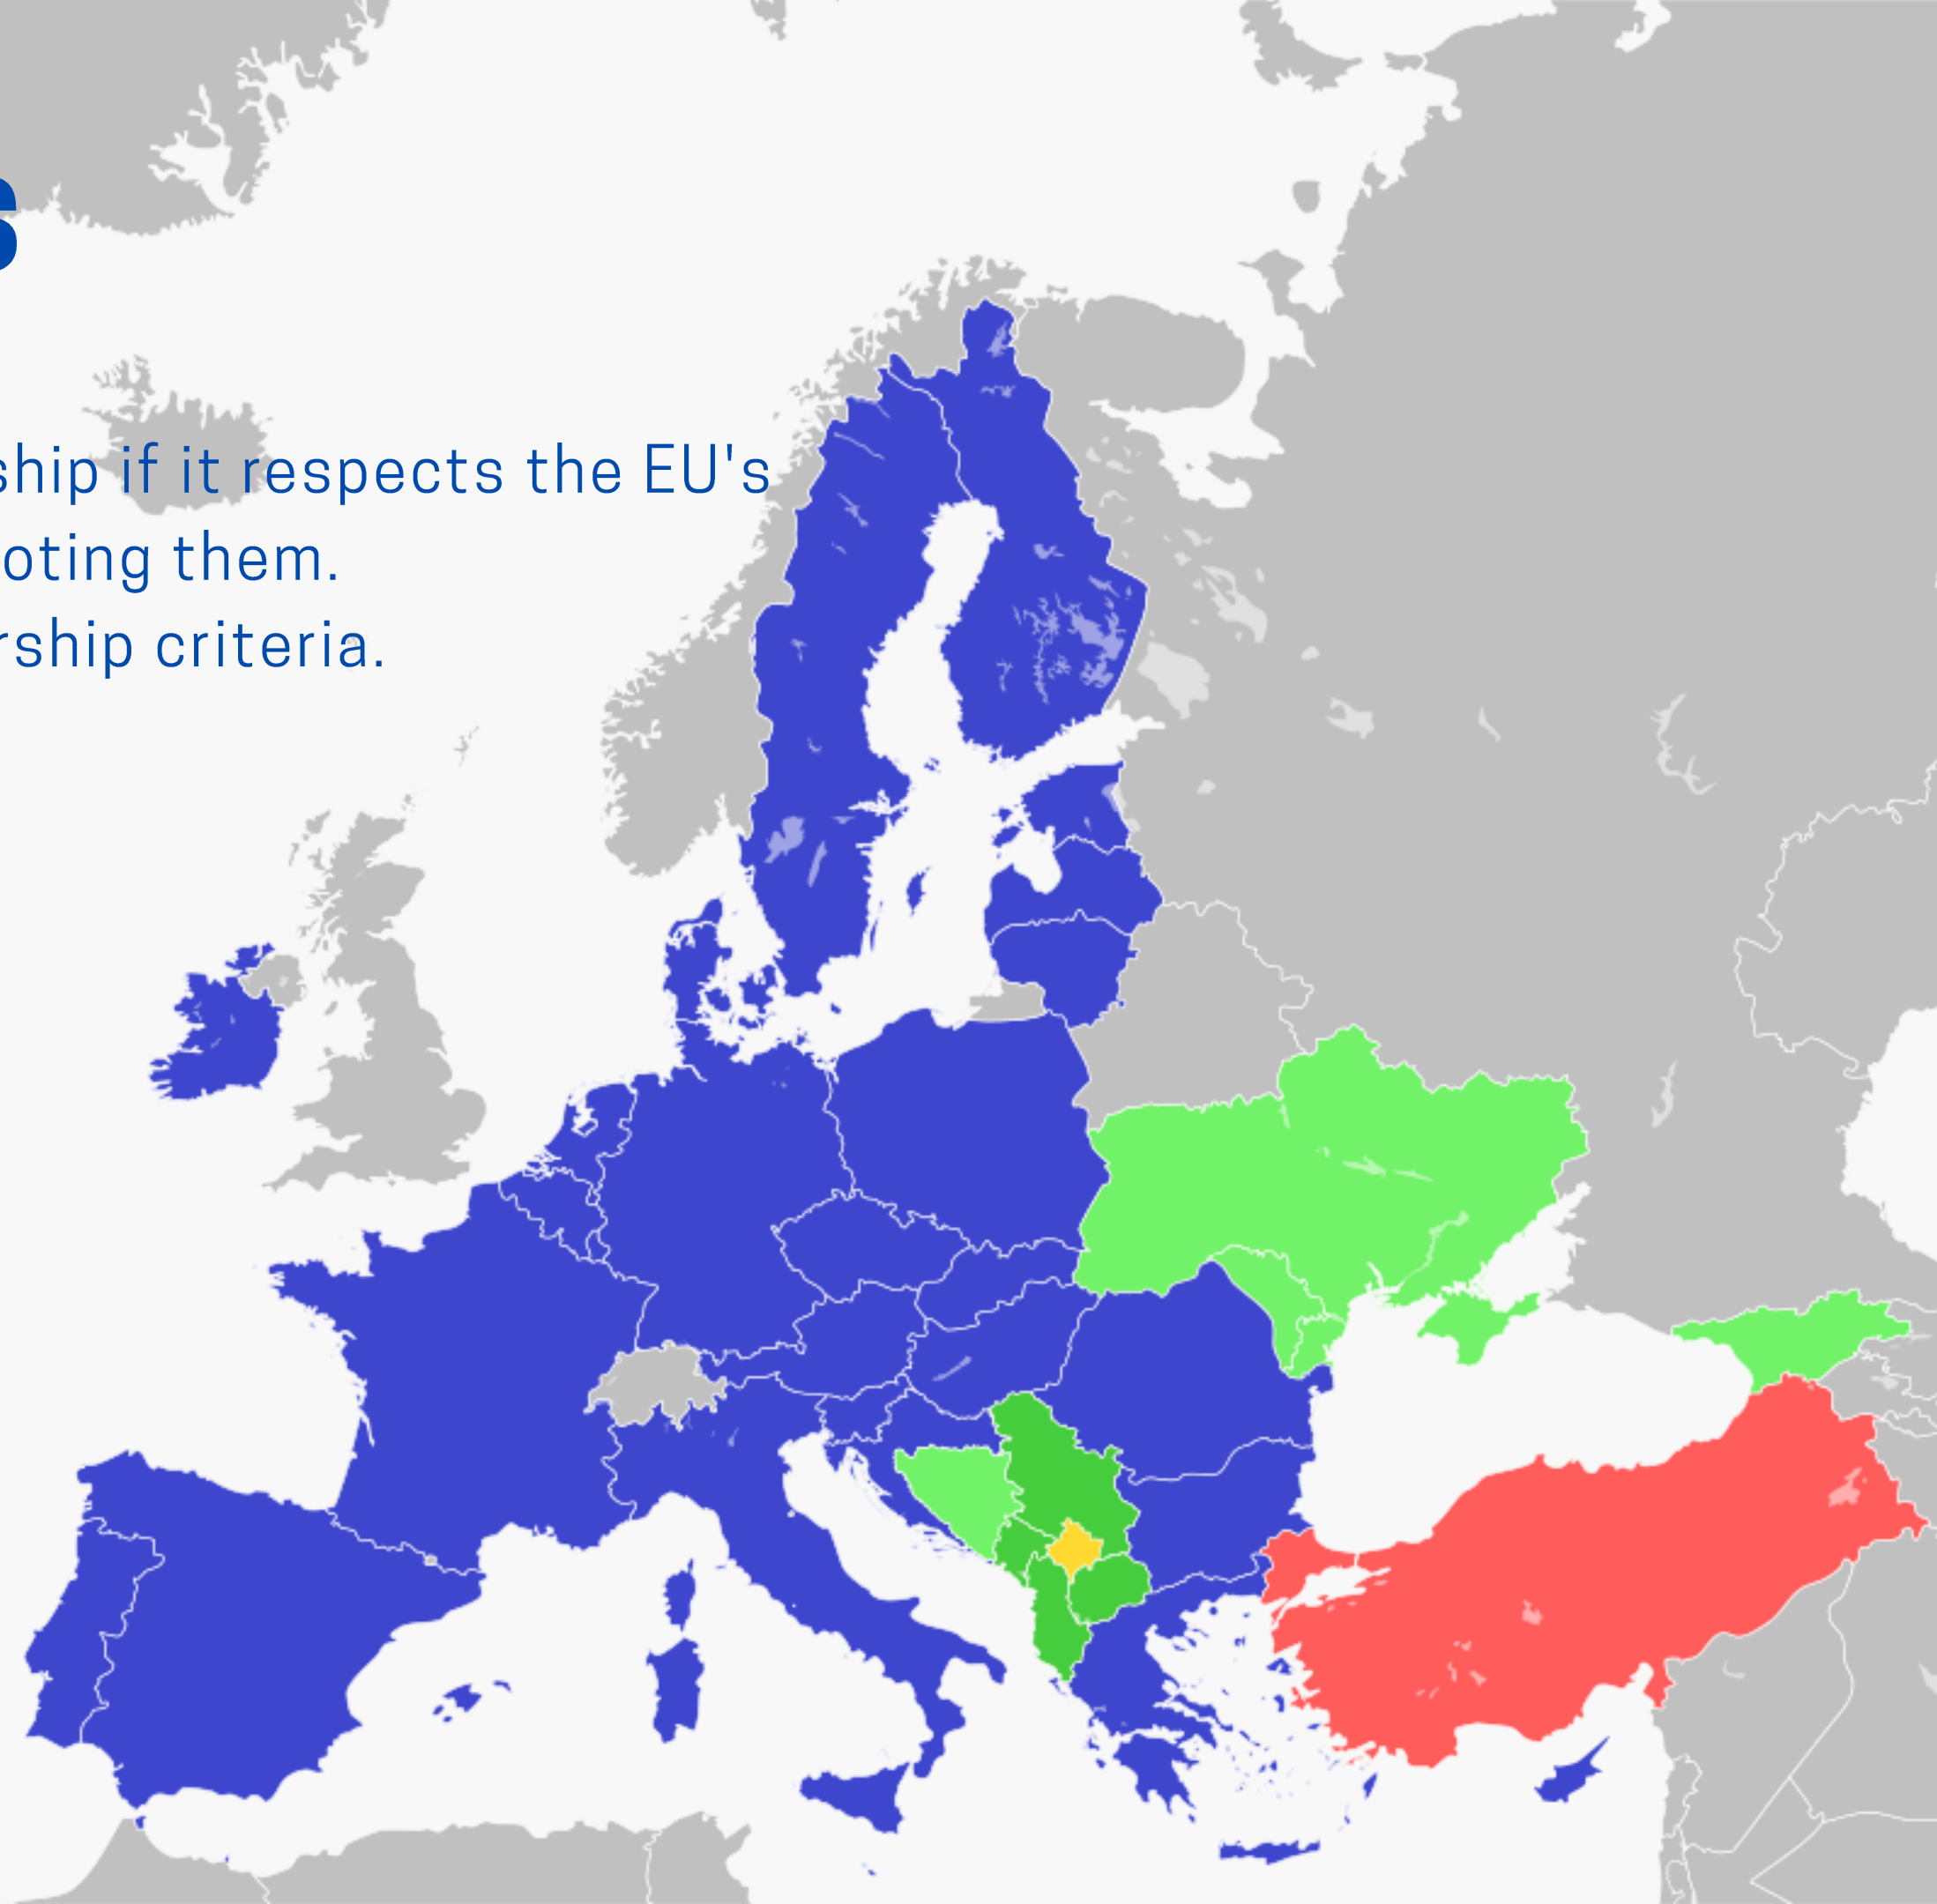 S
ship if it respects the EU's
oting them.
rship criteria.